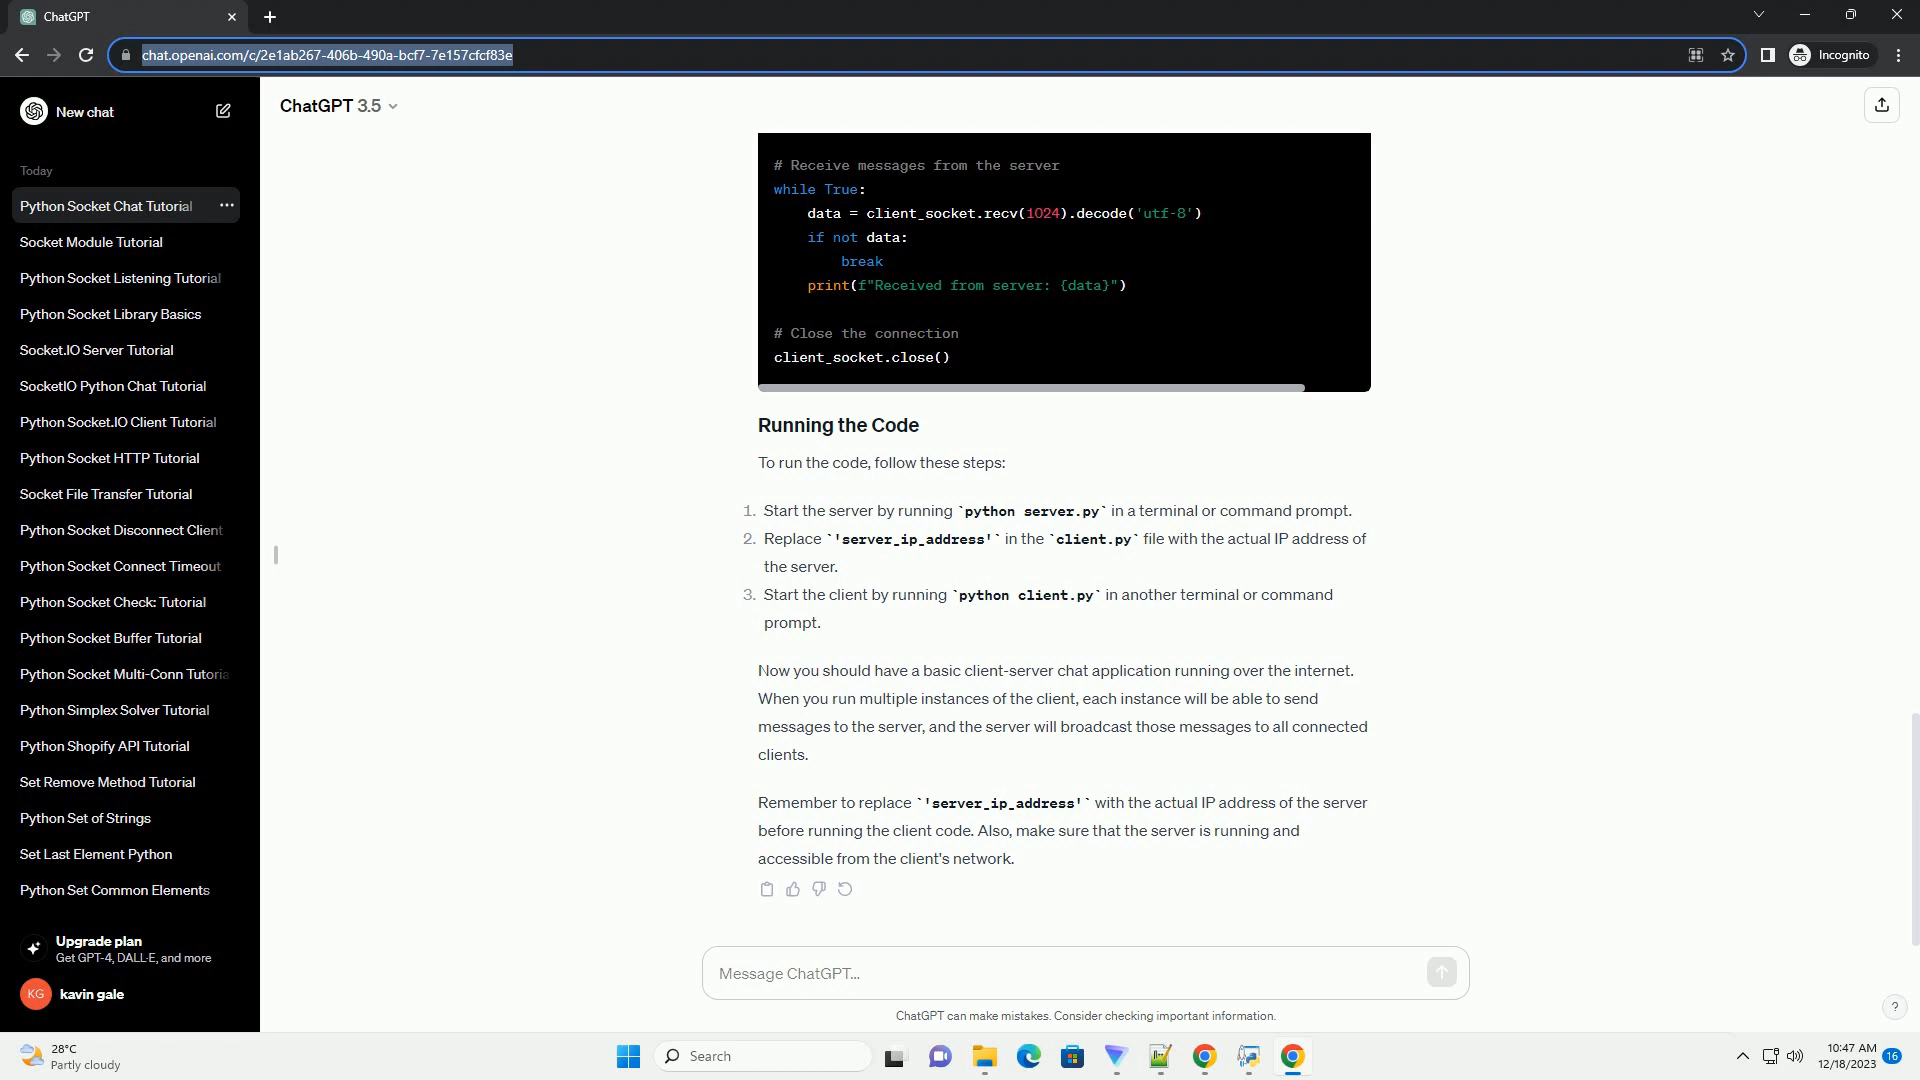 ChatGPT
chat.openai.com/c/2e1ab267-406b-490a-bcf7-7e157cfcf83e
Incognito
New chat
ChatGPT 3.5
Today
Python Socket Chat Tutorial
Socket Module Tutorial
Python Socket Listening Tutorial
Python Socket Library Basics
Socket.IO Server Tutorial
SocketIO Python Chat Tutorial
Python Socket.IO Client Tutorial
Python Socket HTTP Tutorial
Socket File Transfer Tutorial
Python Socket Disconnect Client
Python Socket Connect Timeout
Python Socket Check: Tutorial
Python Socket Buffer Tutorial
Python Socket Multi-Conn Tutoria
Python Simplex Solver Tutorial
Python Shopify API Tutorial
Set Remove Method Tutorial
Python Set of Strings
Set Last Element Python
Python Set Common Elements
Upgrade plan
Get GPT-4, DALL·E, and more
KG
kavin gale
# Receive messages from the server
while True:
    data = client_socket.recv(1024).decode('utf-8')
    if not data:
        break
    print(f"Received from server: {data}")
# Close the connection
client_socket.close()
Running the Code
To run the code, follow these steps:
1. Start the server by running `python server.py` in a terminal or command prompt.
2. Replace `'server_ip_address'` in the `client.py` file with the actual IP address of
the server.
3. Start the client by running `python client.py` in another terminal or command
prompt.
Now you should have a basic client-server chat application running over the internet.
When you run multiple instances of the client, each instance will be able to send
messages to the server, and the server will broadcast those messages to all connected
clients.
Remember to replace `'server_ip_address'` with the actual IP address of the server
before running the client code. Also, make sure that the server is running and
accessible from the client's network.
Message ChatGPT...
ChatGPT can make mistakes. Consider checking important information.
?
28°C
Partly cloudy
Search
10:47 AM
12/18/2023
16